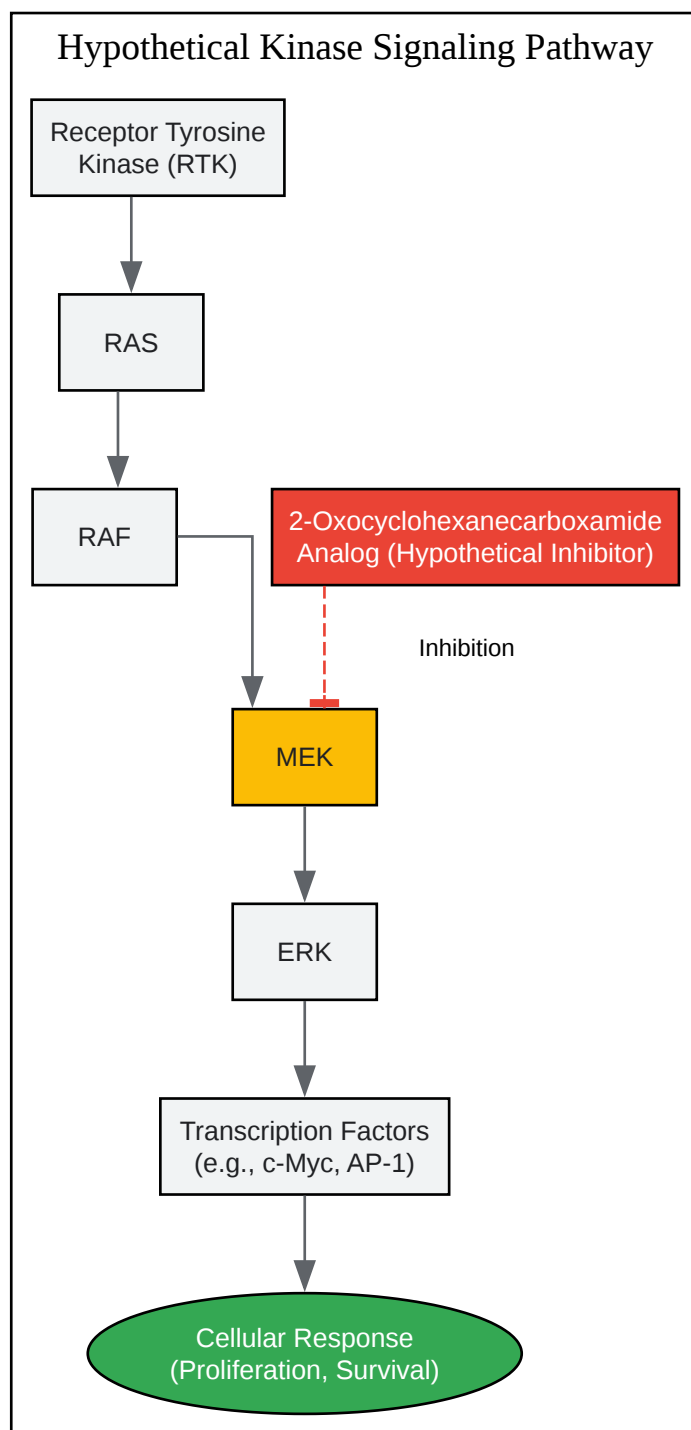 Hypothetical Kinase Signaling Pathway
Receptor Tyrosine
Kinase (RTK)
RAS
RAF
2-Oxocyclohexanecarboxamide
Analog (Hypothetical Inhibitor)
Inhibition
MEK
ERK
Transcription Factors
(e.g., c-Myc, AP-1)
Cellular Response
(Proliferation, Survival)